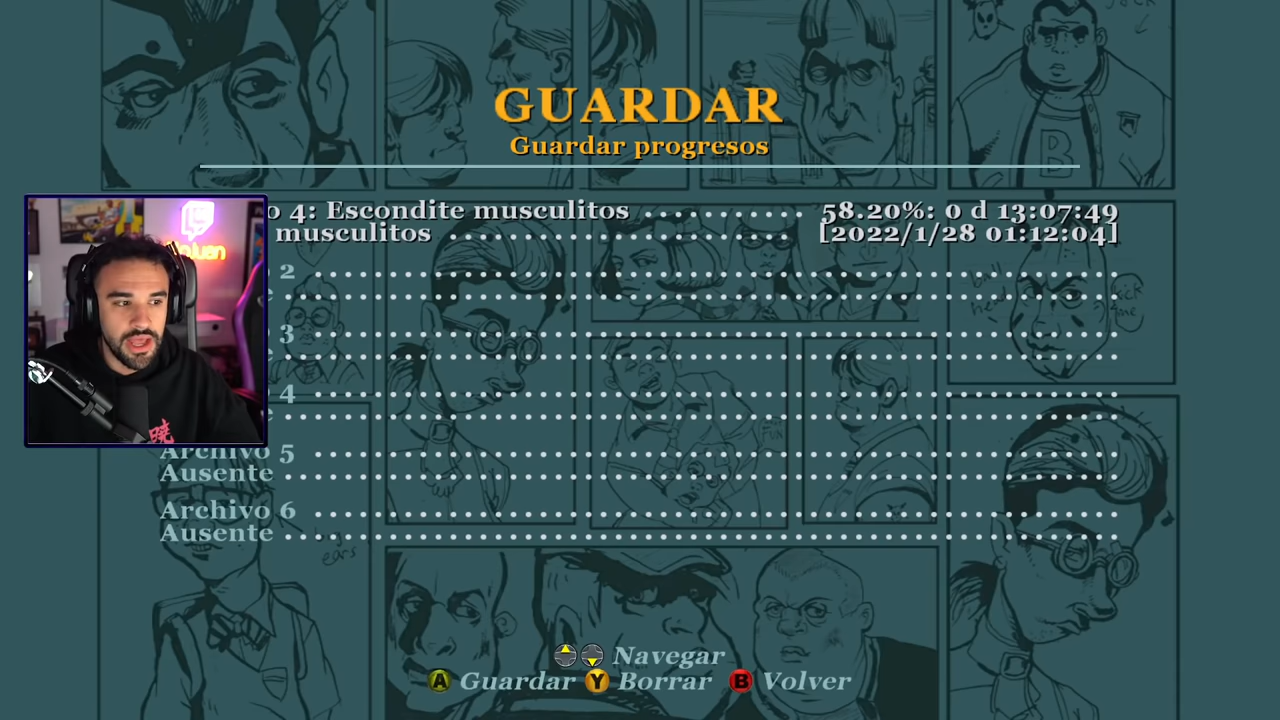 GUARDAR
Guardar progresos
o 4: Escondite musculitos 58.20%: 0 d 13:07:49
musculitos [2022/1/28 01:12:04]
2
3
4
Archivo 5
Ausente
Archivo 6
Ausente
ears
B
Navegar
A Guardar Y Borrar B Volver